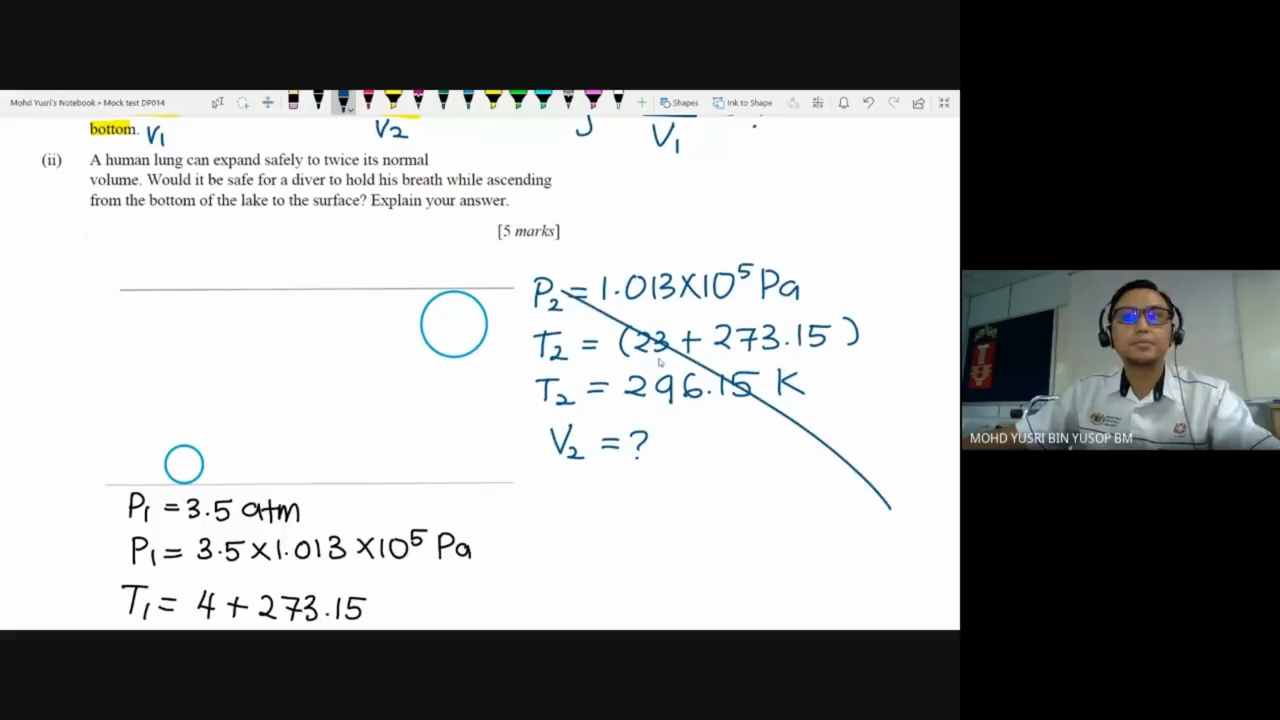 Mohd Yusri's Notebook » Mock test DP014
Shapes
Ink to Shape
bottom. V1
V2
V1
(ii) A human lung can expand safely to twice its normal
volume. Would it be safe for a diver to hold his breath while ascending
from the bottom of the lake to the surface? Explain your answer.
[5 marks]
P2 = 1.013×10⁵ Pa
T2 = (23 + 273.15 )
T2 = 296.15 K
V2 = ?
P1 = 3.5 atm
P1 = 3.5×1.013×10⁵ Pa
T1 = 4 + 273.15
MOHD YUSRI BIN YUSOP BM